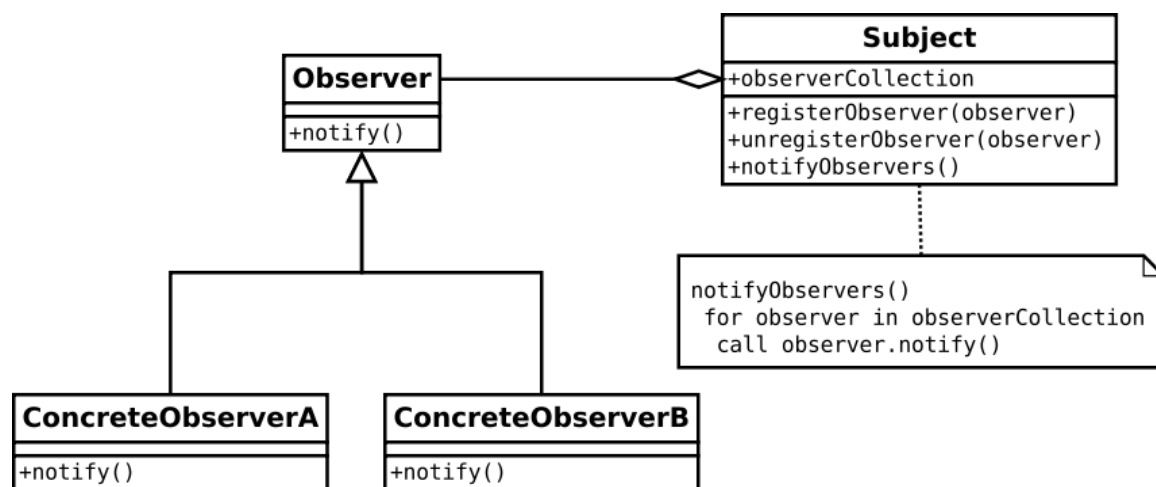 Observer
+notify()
Subject
+observerCollection
+registerObserver(observer)
+unregisterObserver(observer)
+notifyObservers()
notifyObservers()
for observer in observerCollection
call observer.notify()
ConcreteObserverA
+notify()
ConcreteObserverB
+notify()